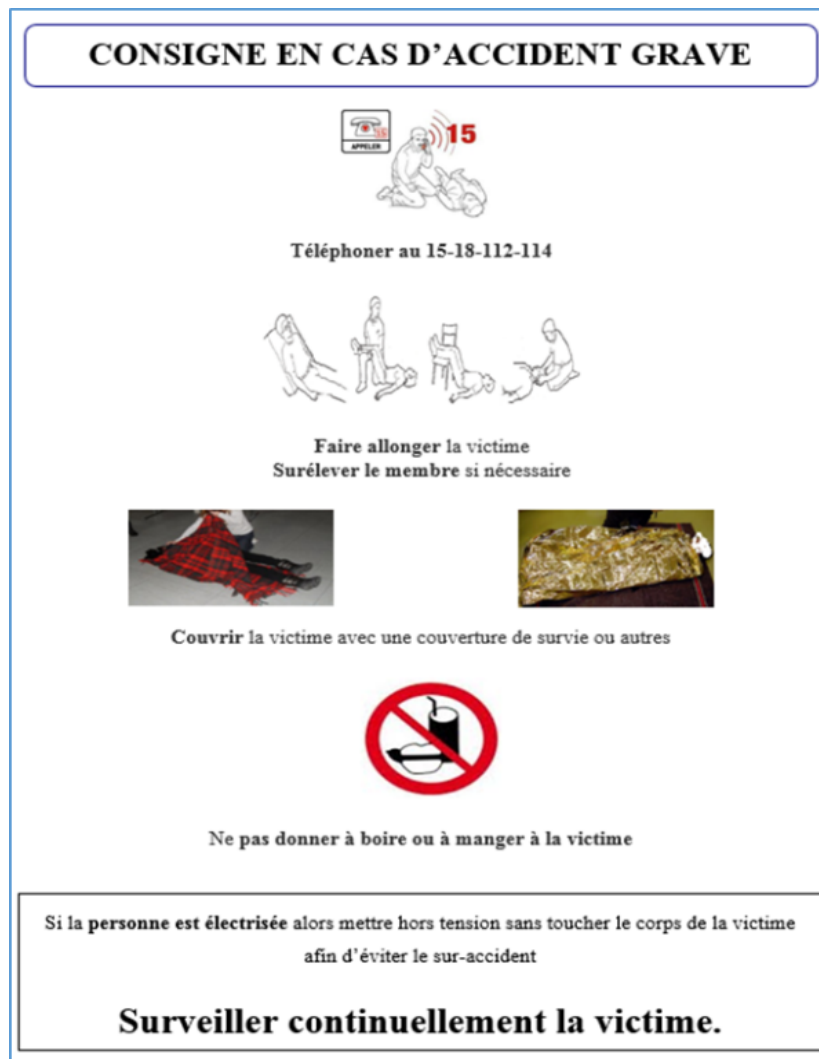 CONSIGNE EN CAS D'ACCIDENT GRAVE
APPELER
15
Téléphoner au 15-18-112-114
Faire allonger la victime
Surélever le membre si nécessaire
Couvrir la victime avec une couverture de survie ou autres
Ne pas donner à boire ou à manger à la victime
Si la personne est électrisée alors mettre hors tension sans toucher le corps de la victime
afin d'éviter le sur-accident
Surveiller continuellement la victime.